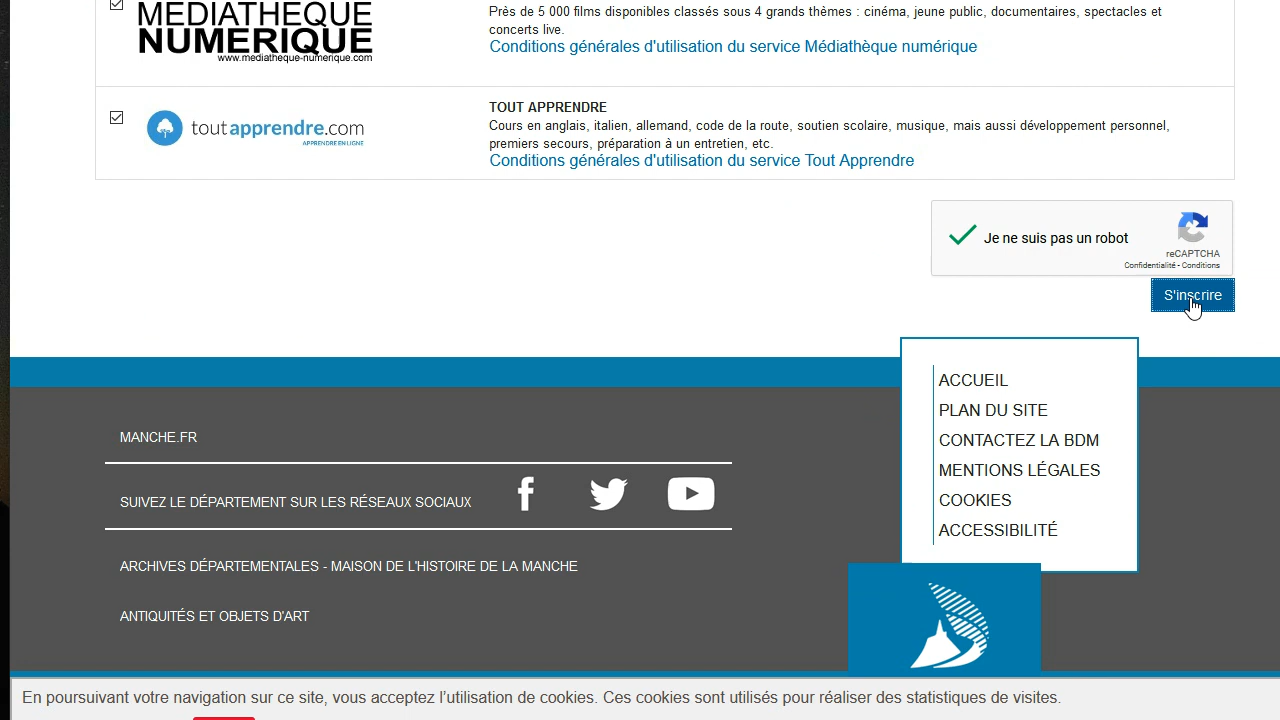 MEDIATHEQUE
NUMERIQUE
www.mediatheque-numerique.com
Près de 5 000 films disponibles classés sous 4 grands thèmes : cinéma, jeune public, documentaires, spectacles et
concerts live.
Conditions générales d'utilisation du service Médiathèque numérique
toutapprendre.com
APPRENDRE EN LIGNE
TOUT APPRENDRE
Cours en anglais, italien, allemand, code de la route, soutien scolaire, musique, mais aussi développement personnel,
premiers secours, préparation à un entretien, etc.
Conditions générales d'utilisation du service Tout Apprendre
Je ne suis pas un robot
reCAPTCHA
Confidentialité - Conditions
S'inscrire
ACCUEIL
PLAN DU SITE
CONTACTEZ LA BDM
MENTIONS LÉGALES
COOKIES
ACCESSIBILITÉ
MANCHE.FR
SUIVEZ LE DÉPARTEMENT SUR LES RÉSEAUX SOCIAUX
ARCHIVES DÉPARTEMENTALES - MAISON DE L'HISTOIRE DE LA MANCHE
ANTIQUITÉS ET OBJETS D'ART
En poursuivant votre navigation sur ce site, vous acceptez l’utilisation de cookies. Ces cookies sont utilisés pour réaliser des statistiques de visites.